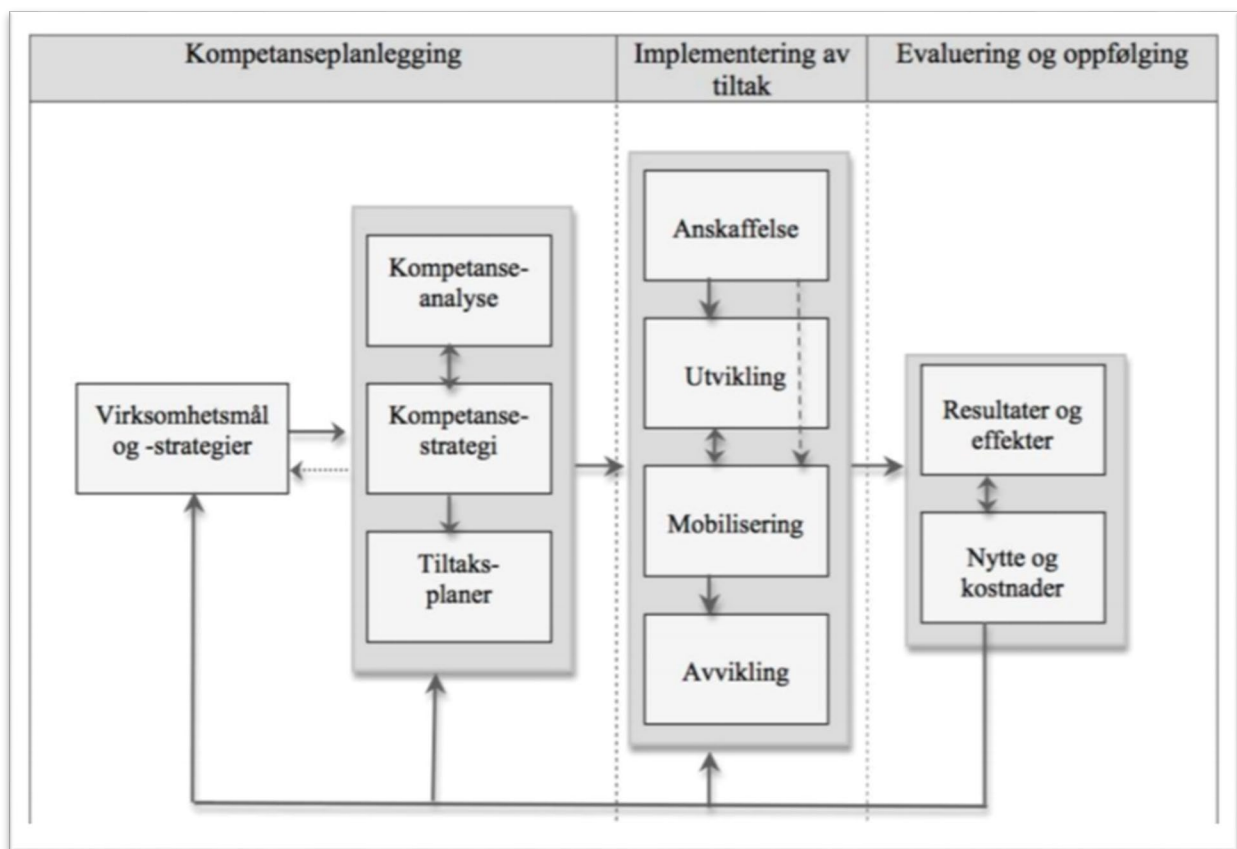 Kompetanseplanlegging
Implementering av
tiltak
Evaluering og oppfølging
Virksomhetsmål
og -strategier
Kompetanse-
analyse
Kompetanse-
strategi
Tiltaks-
planer
Anskaffelse
Utvikling
Mobilisering
Avvikling
Resultater og
effekter
Nytte og
kostnader